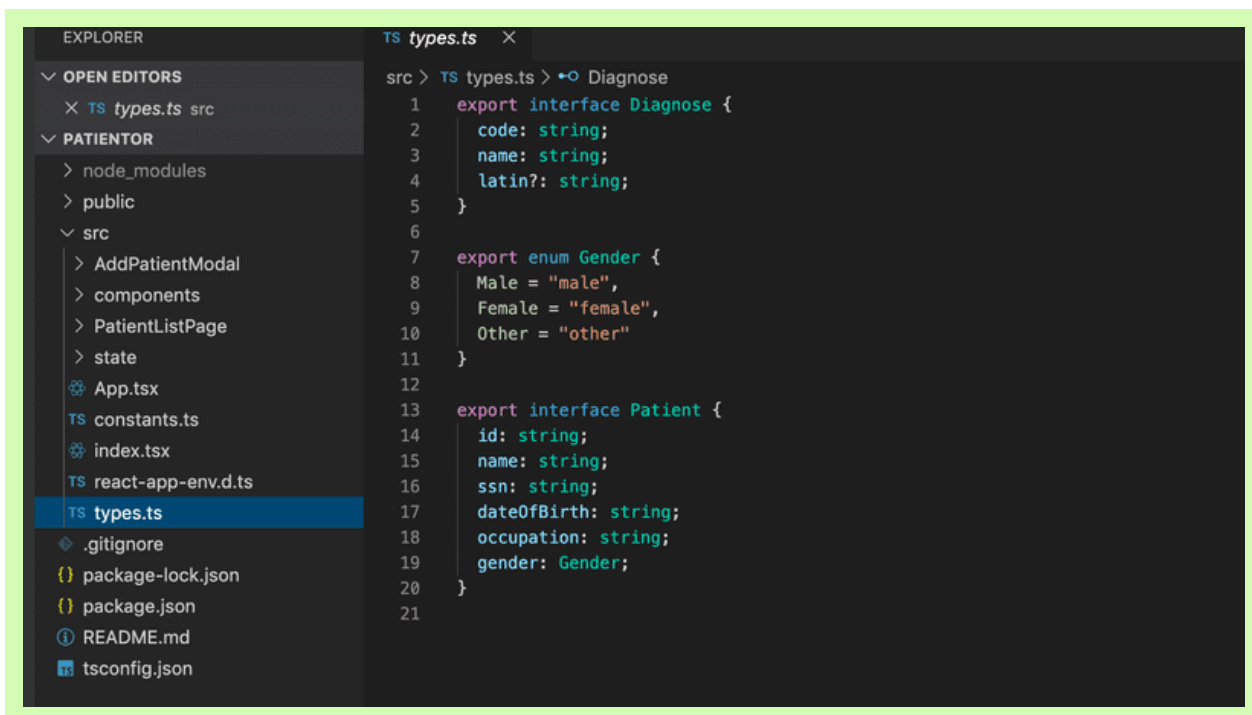 EXPLORER
OPEN EDITORS
TS types.ts src
PATIENTOR
node_modules
public
src
AddPatientModal
components
PatientListPage
state
App.tsx
TS constants.ts
index.tsx
TS react-app-env.d.ts
TS types.ts
.gitignore
{} package-lock.json
{} package.json
README.md
TS tsconfig.json
TS types.ts
src > TS types.ts > Diagnose
1 export interface Diagnose {
2   code: string;
3   name: string;
4   latin?: string;
5 }
6
7 export enum Gender {
8   Male = "male",
9   Female = "female",
10   Other = "other"
11 }
12
13 export interface Patient {
14   id: string;
15   name: string;
16   ssn: string;
17   dateOfBirth: string;
18   occupation: string;
19   gender: Gender;
20 }
21